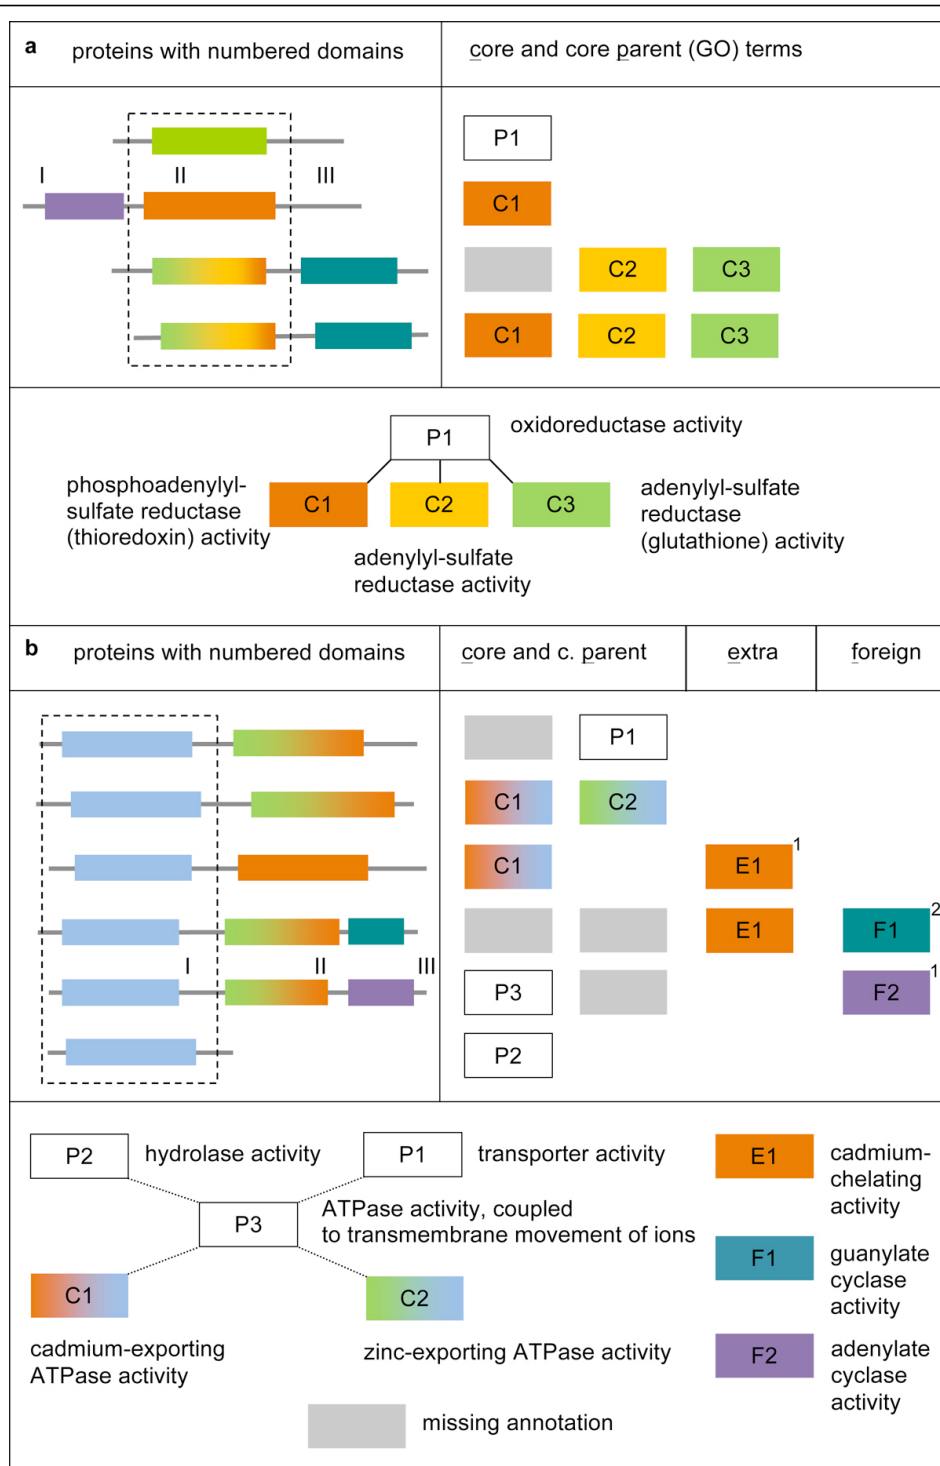 a proteins with numbered domains
core and core parent (GO) terms
P1
I II III
C1
C2 C3
C1 C2 C3
P1 oxidoreductase activity
C1 C2 C3
phosphoadenylyl-
sulfate reductase
(thioredoxin) activity
adenylyl-sulfate
reductase activity
adenylyl-sulfate
reductase
(glutathione) activity
b proteins with numbered domains
core and c. parent
extra
foreign
P1
C1 C2
C1 E1 1
E1 F1 2
I II III
P3 F2 1
P2
P2 hydrolase activity
P1 transporter activity
P3 ATPase activity, coupled
to transmembrane movement of ions
C1
cadmium-exporting
ATPase activity
C2
zinc-exporting ATPase activity
E1 cadmium-
chelating
activity
F1 guanylate
cyclase
activity
F2 adenylate
cyclase
activity
missing annotation